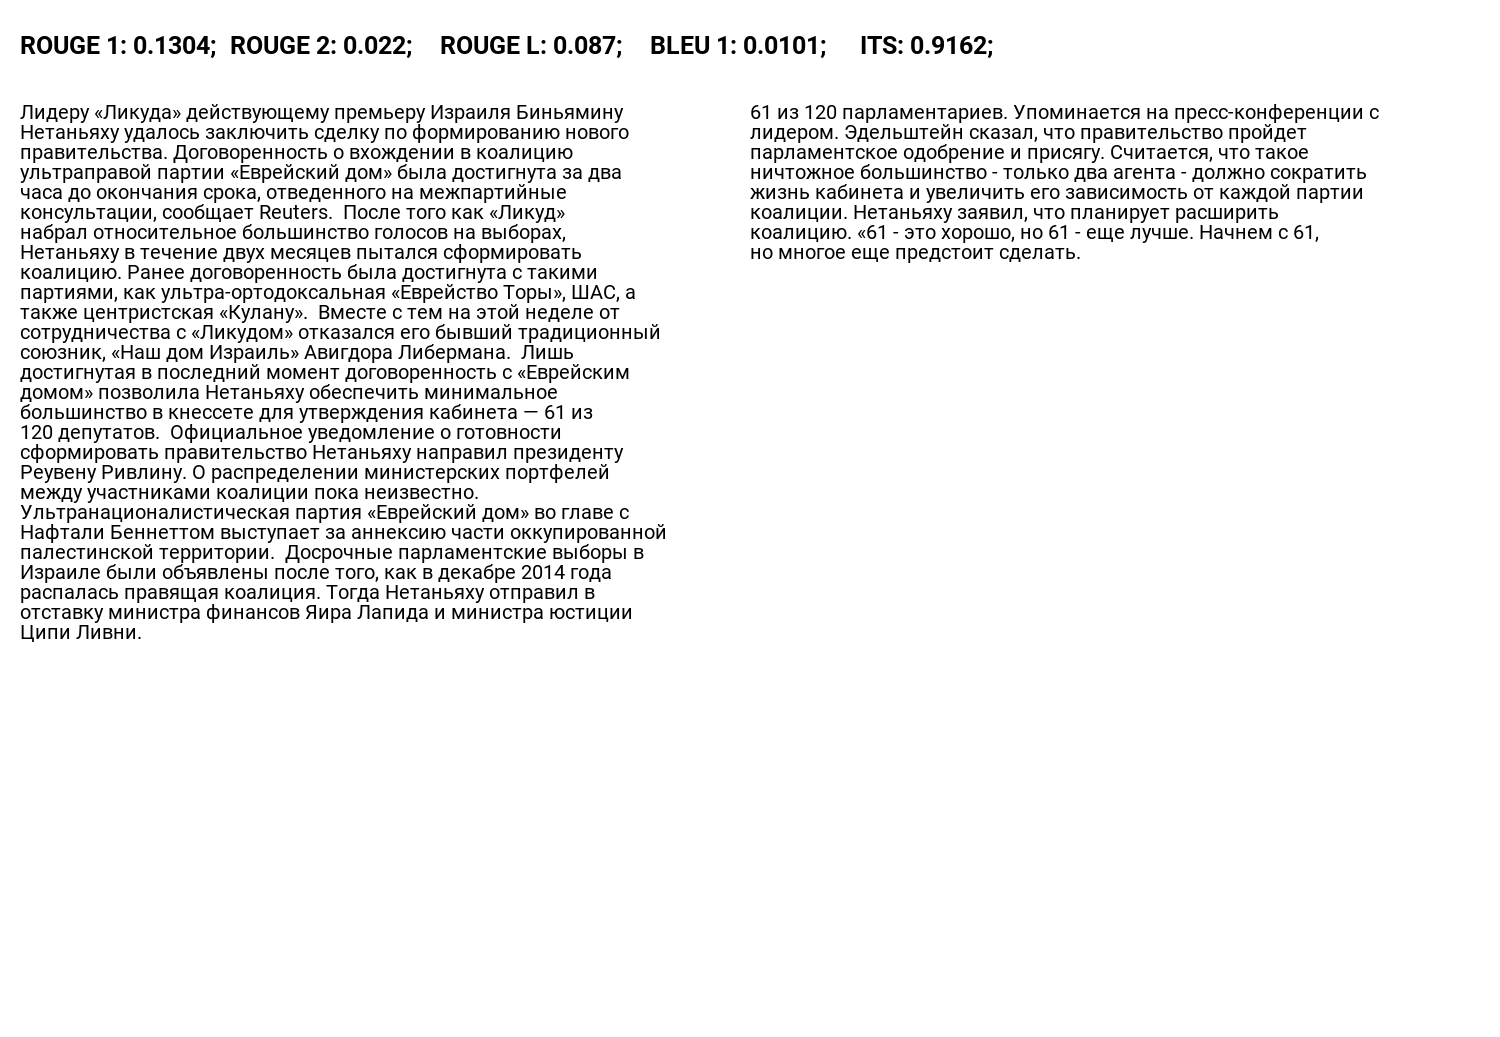 ROUGE 1: 0.1304;  ROUGE 2: 0.022;    ROUGE L: 0.087;    BLEU 1: 0.0101;     ITS: 0.9162;
Лидеру «Ликуда» действующему премьеру Израиля Биньямину
Нетаньяху удалось заключить сделку по формированию нового
правительства. Договоренность о вхождении в коалицию
ультраправой партии «Еврейский дом» была достигнута за два
часа до окончания срока, отведенного на межпартийные
консультации, сообщает Reuters.  После того как «Ликуд»
набрал относительное большинство голосов на выборах,
Нетаньяху в течение двух месяцев пытался сформировать
коалицию. Ранее договоренность была достигнута с такими
партиями, как ультра-ортодоксальная «Еврейство Торы», ШАС, а
также центристская «Кулану».  Вместе с тем на этой неделе от
сотрудничества с «Ликудом» отказался его бывший традиционный
союзник, «Наш дом Израиль» Авигдора Либермана.  Лишь
достигнутая в последний момент договоренность с «Еврейским
домом» позволила Нетаньяху обеспечить минимальное
большинство в кнессете для утверждения кабинета — 61 из
120 депутатов.  Официальное уведомление о готовности
сформировать правительство Нетаньяху направил президенту
Реувену Ривлину. О распределении министерских портфелей
между участниками коалиции пока неизвестно.
Ультранационалистическая партия «Еврейский дом» во главе с
Нафтали Беннеттом выступает за аннексию части оккупированной
палестинской территории.  Досрочные парламентские выборы в
Израиле были объявлены после того, как в декабре 2014 года
распалась правящая коалиция. Тогда Нетаньяху отправил в
отставку министра финансов Яира Лапида и министра юстиции
Ципи Ливни.
61 из 120 парламентариев. Упоминается на пресс-конференции с
лидером. Эдельштейн сказал, что правительство пройдет
парламентское одобрение и присягу. Считается, что такое
ничтожное большинство - только два агента - должно сократить
жизнь кабинета и увеличить его зависимость от каждой партии
коалиции. Нетаньяху заявил, что планирует расширить
коалицию. «61 - это хорошо, но 61 - еще лучше. Начнем с 61,
но многое еще предстоит сделать.